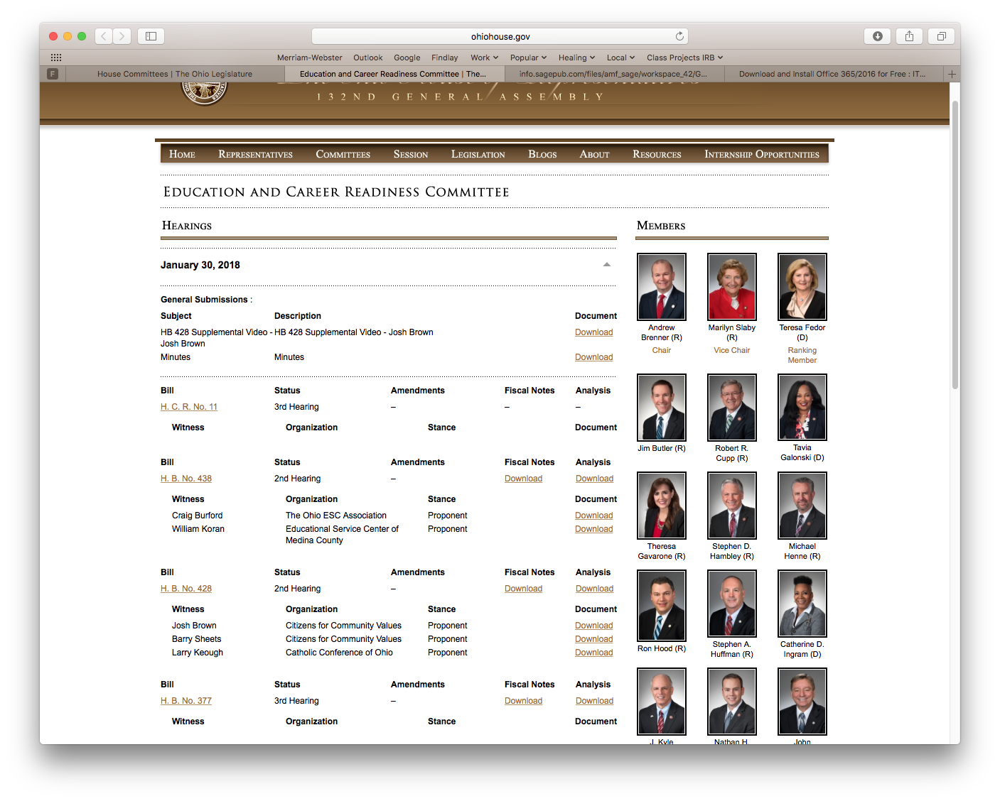 ohiohouse.gov
Merriam-Webster Outlook Google Findlay Work Popular Healing Local Class Projects IRB
F House Committees | The Ohio Legislature Education and Career Readiness Committee | The... info.sagepub.com/files/amf_sage/workspace_42/G... Download and Install Office 365/2016 for Free : IT...
132ND GENERAL ASSEMBLY
HOME REPRESENTATIVES COMMITTEES SESSION LEGISLATION BLOGS ABOUT RESOURCES INTERNSHIP OPPORTUNITIES
EDUCATION AND CAREER READINESS COMMITTEE
HEARINGS
January 30, 2018
General Submissions :
Subject Description Document
HB 428 Supplemental Video - HB 428 Supplemental Video - Josh Brown Download
Josh Brown
Minutes Minutes Download
Bill Status Amendments Fiscal Notes Analysis
H. C. R. No. 11 3rd Hearing – – –
Witness Organization Stance Document
Bill Status Amendments Fiscal Notes Analysis
H. B. No. 438 2nd Hearing – Download Download
Witness Organization Stance Document
Craig Burford The Ohio ESC Association Proponent Download
William Koran Educational Service Center of Proponent Download
Medina County
Bill Status Amendments Fiscal Notes Analysis
H. B. No. 428 2nd Hearing – Download Download
Witness Organization Stance Document
Josh Brown Citizens for Community Values Proponent Download
Barry Sheets Citizens for Community Values Proponent Download
Larry Keough Catholic Conference of Ohio Proponent Download
Bill Status Amendments Fiscal Notes Analysis
H. B. No. 377 3rd Hearing – Download Download
Witness Organization Stance Document
MEMBERS
Andrew Marilyn Slaby Teresa Fedor
Brenner (R) (R) (D)
Chair Vice Chair Ranking
Member
Jim Butler (R) Robert R. Tavia
Cupp (R) Galonski (D)
Theresa Stephen D. Michael
Gavarone (R) Hambley (R) Henne (R)
Ron Hood (R) Stephen A. Catherine D.
Huffman (R) Ingram (D)
J. Kyle Nathan H. John